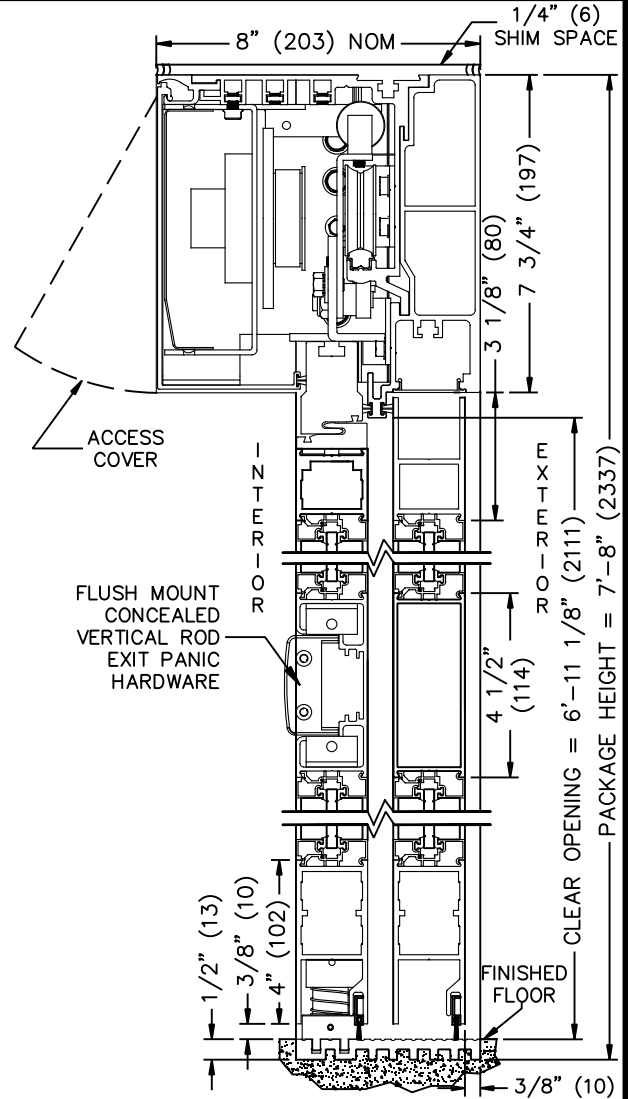 1/4" (6)
SHIM SPACE
8" (203) NOM
7 3/4" (197)
3 1/8" (80)
ACCESS
COVER
INTERIOR
EXTERIOR
FLUSH MOUNT
CONCEALED
VERTICAL ROD
EXIT PANIC
HARDWARE
4 1/2"
(114)
CLEAR OPENING = 6'-11 1/8" (2111)
PACKAGE HEIGHT = 7'-8" (2337)
1/2" (13)
3/8" (10)
4" (102)
FINISHED
FLOOR
3/8" (10)